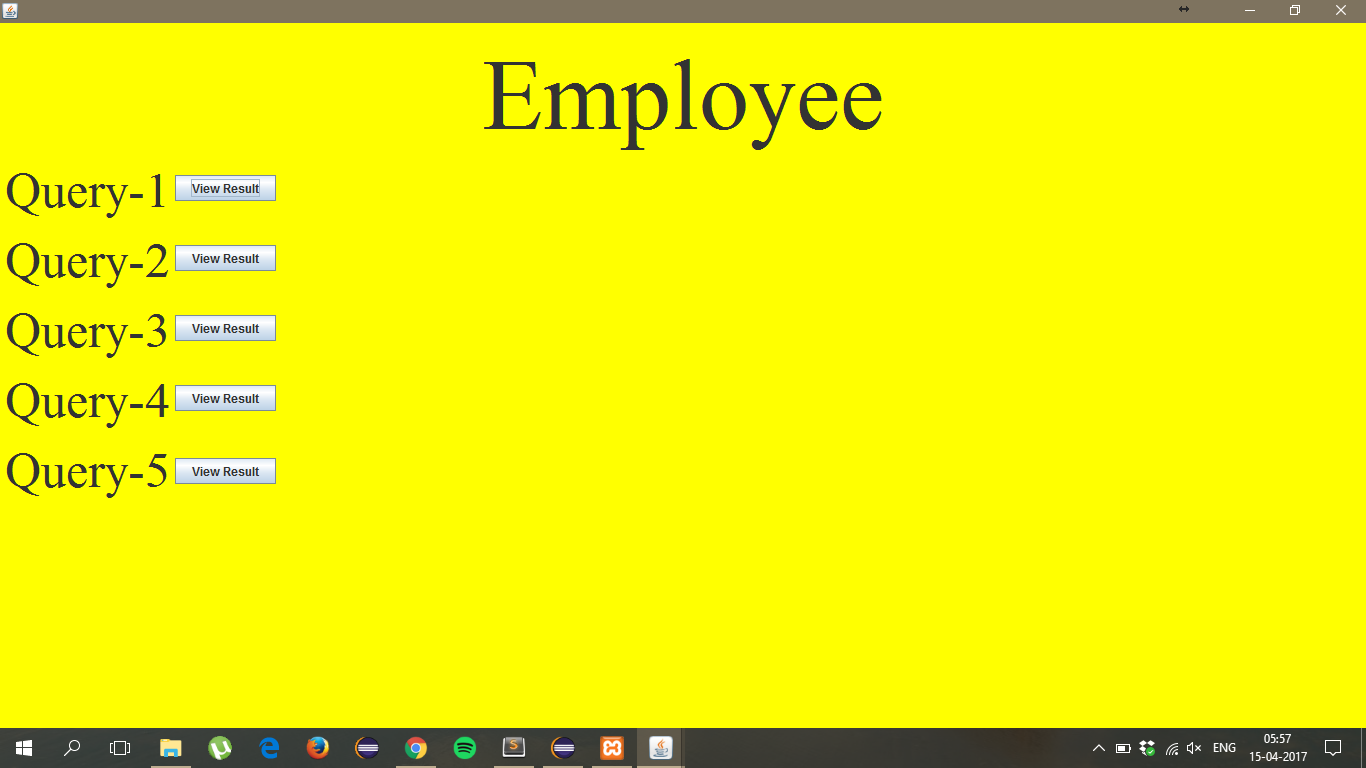 Employee
Query-1 View Result
Query-2 View Result
Query-3 View Result
Query-4 View Result
Query-5 View Result
ENG
05:57
15-04-2017